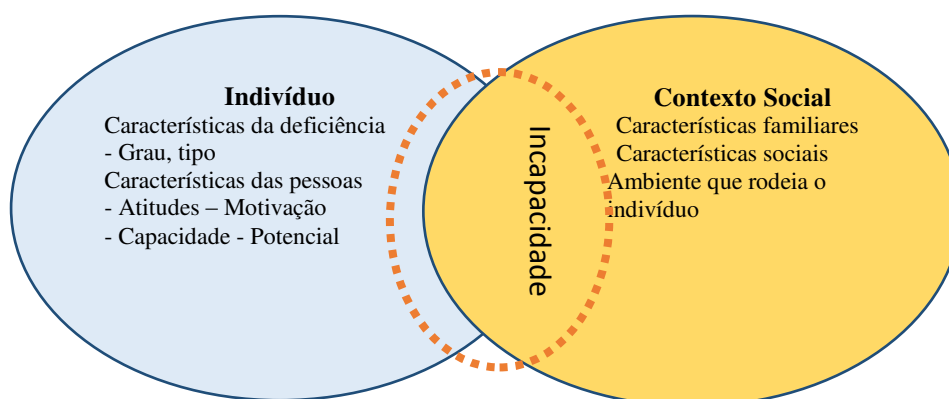 Indivíduo
Características da deficiência
- Grau, tipo
Características das pessoas
- Atitudes – Motivação
- Capacidade - Potencial
Incapacidade
Contexto Social
Características familiares
Características sociais
Ambiente que rodeia o
indivíduo